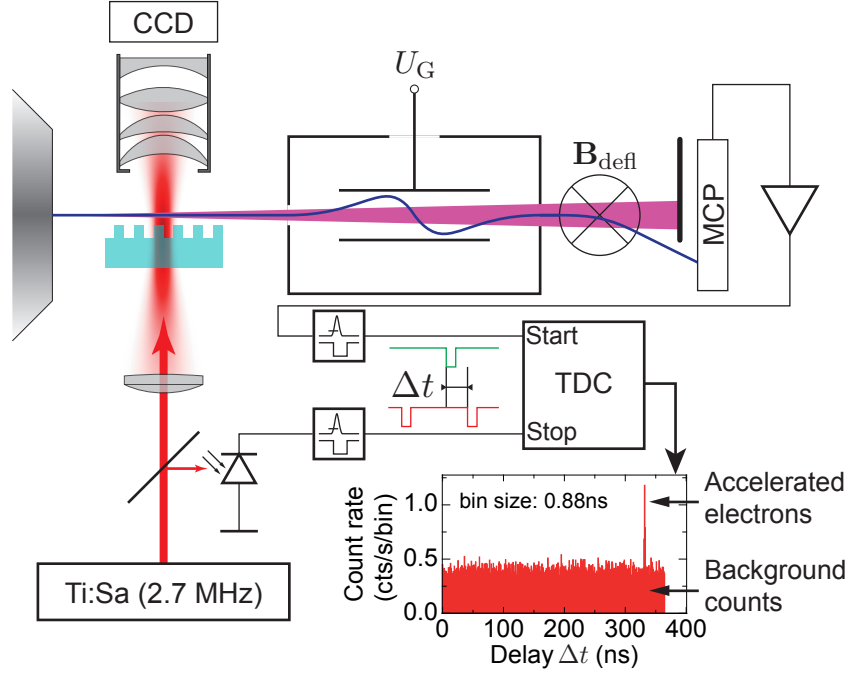 CCD
U_G
B_defl
MCP
Start
TDC
Δt
Stop
Ti:Sa (2.7 MHz)
bin size: 0.88ns
Count rate
(cts/s/bin)
1.0
0.5
0.0
0
100
200
300
400
Delay Δt (ns)
Accelerated
electrons
Background
counts